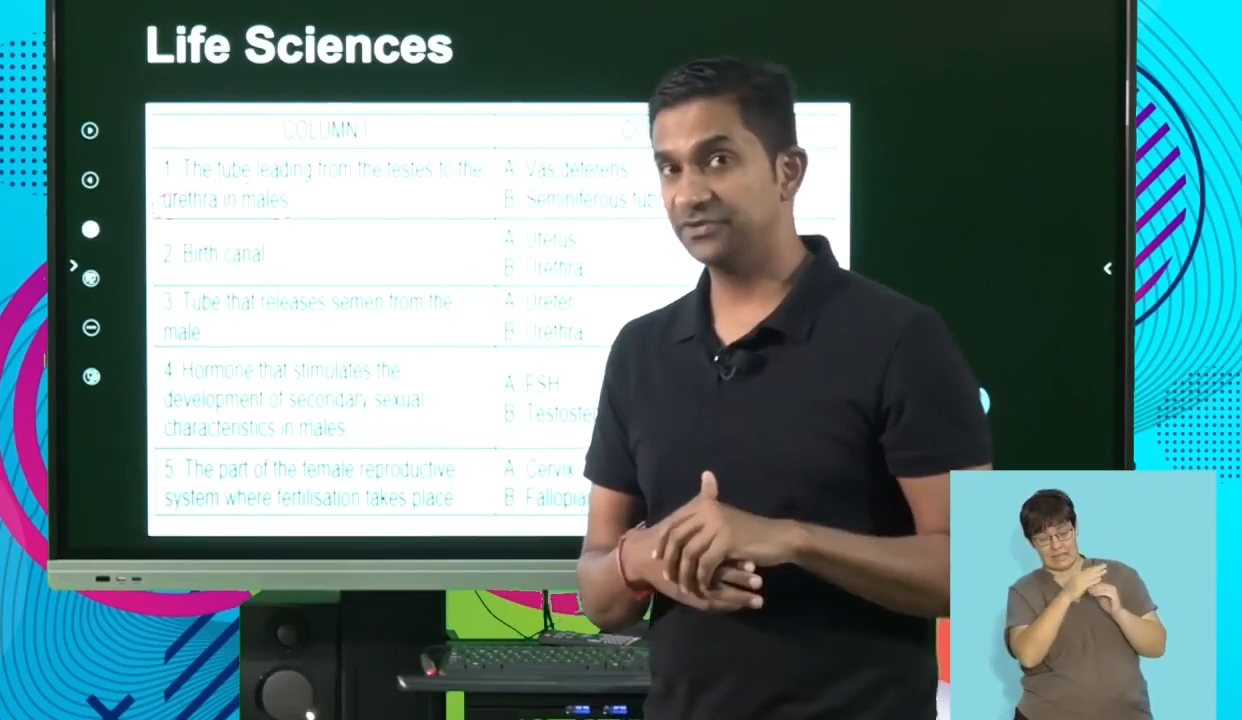 Life Sciences
COLUMN I
1. The tube leading from the testes to the
urethra in males
A. Vas deferens
B. Seminiferous
2. Birth canal
A. Uterus
B. Urethra
3. Tube that releases semen from the
male
A. Ureter
B. Urethra
4. Hormone that stimulates the
development of secondary sexual
characteristics in males
A. FSH
B.
5. The part of the female reproductive
system where fertilisation takes place
A. Cervix
B.